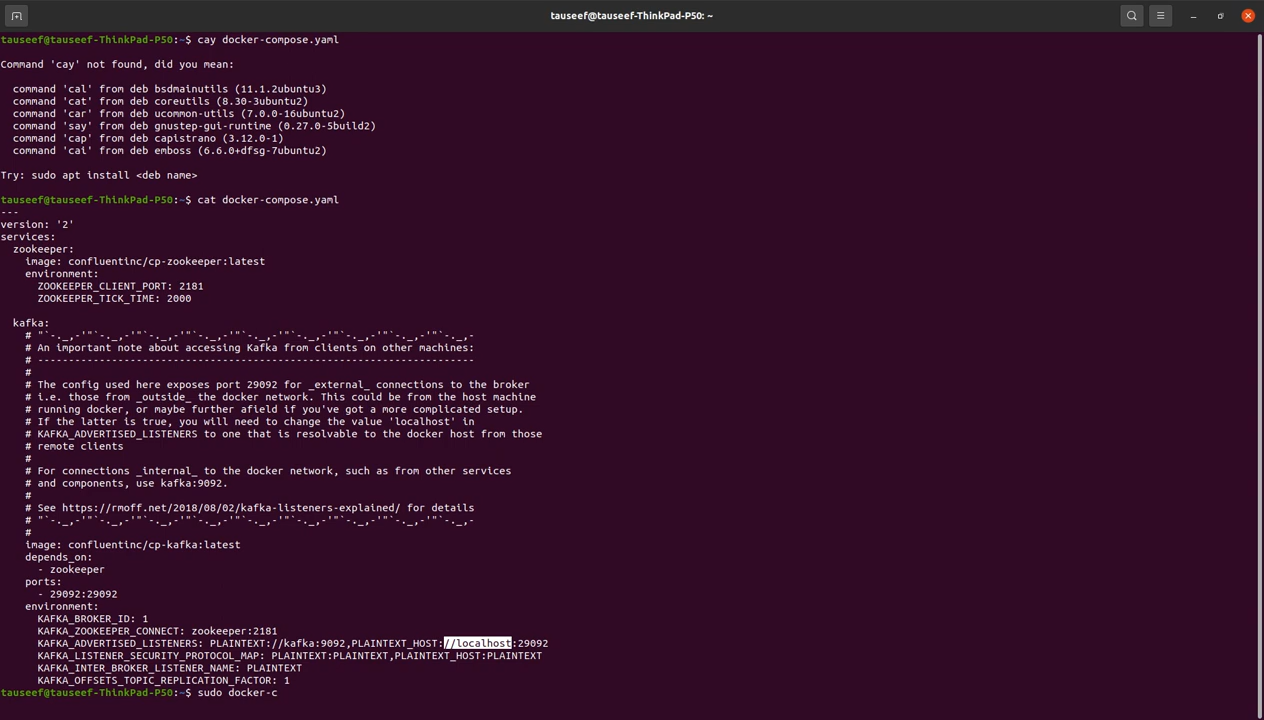 tauseef@tauseef-ThinkPad-P50: ~
tauseef@tauseef-ThinkPad-P50:~$ cay docker-compose.yaml
Command 'cay' not found, did you mean:
  command 'cal' from deb bsdmainutils (11.1.2ubuntu3)
  command 'cat' from deb coreutils (8.30-3ubuntu2)
  command 'car' from deb ucommon-utils (7.0.0-16ubuntu2)
  command 'say' from deb gnustep-gui-runtime (0.27.0-5build2)
  command 'cap' from deb capistrano (3.12.0-1)
  command 'cai' from deb emboss (6.6.0+dfsg-7ubuntu2)
Try: sudo apt install <deb name>
tauseef@tauseef-ThinkPad-P50:~$ cat docker-compose.yaml
---
version: '2'
services:
  zookeeper:
    image: confluentinc/cp-zookeeper:latest
    environment:
      ZOOKEEPER_CLIENT_PORT: 2181
      ZOOKEEPER_TICK_TIME: 2000
  kafka:
    # "`-._,-'"`-._,-'"`-._,-'"`-._,-'"`-._,-'"`-._,-'"`-._,-'"`-._,-'"`-._,-
    # An important note about accessing Kafka from clients on other machines:
    # -----------------------------------------------------------------------
    #
    # The config used here exposes port 29092 for _external_ connections to the broker
    # i.e. those from _outside_ the docker network. This could be from the host machine
    # running docker, or maybe further afield if you've got a more complicated setup.
    # If the latter is true, you will need to change the value 'localhost' in
    # KAFKA_ADVERTISED_LISTENERS to one that is resolvable to the docker host from those
    # remote clients
    #
    # For connections _internal_ to the docker network, such as from other services
    # and components, use kafka:9092.
    #
    # See https://rmoff.net/2018/08/02/kafka-listeners-explained/ for details
    # "`-._,-'"`-._,-'"`-._,-'"`-._,-'"`-._,-'"`-._,-'"`-._,-'"`-._,-'"`-._,-
    #
    image: confluentinc/cp-kafka:latest
    depends_on:
      - zookeeper
    ports:
      - 29092:29092
    environment:
      KAFKA_BROKER_ID: 1
      KAFKA_ZOOKEEPER_CONNECT: zookeeper:2181
      KAFKA_ADVERTISED_LISTENERS: PLAINTEXT://kafka:9092,PLAINTEXT_HOST://localhost:29092
      KAFKA_LISTENER_SECURITY_PROTOCOL_MAP: PLAINTEXT:PLAINTEXT,PLAINTEXT_HOST:PLAINTEXT
      KAFKA_INTER_BROKER_LISTENER_NAME: PLAINTEXT
      KAFKA_OFFSETS_TOPIC_REPLICATION_FACTOR: 1
tauseef@tauseef-ThinkPad-P50:~$ sudo docker-c